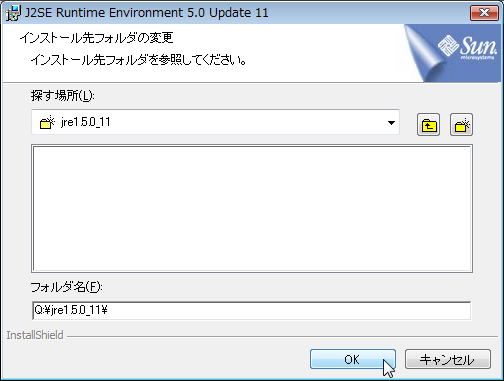 J2SE Runtime Environment 5.0 Update 11
インストール先フォルダの変更
インストール先フォルダを参照してください。
Sun
microsystems
探す場所(L):
jre1.5.0_11
フォルダ名(F):
Q:¥jre1.5.0_11¥
InstallShield
OK
キャンセル